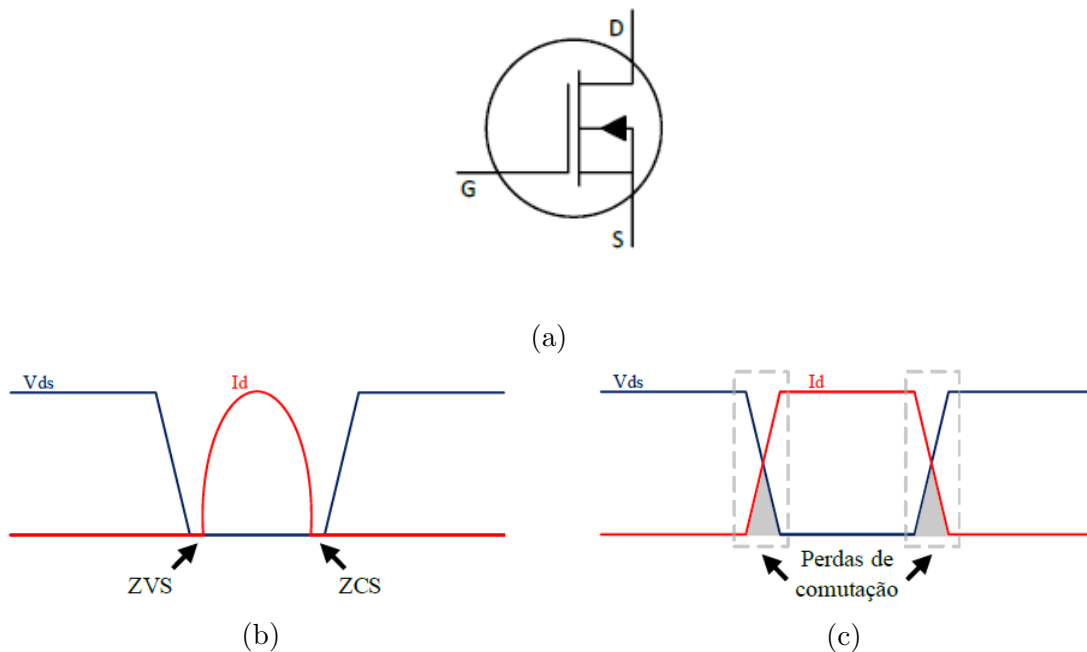 D
G
S
(a)
Vds
Id
ZVS
ZCS
(b)
Vds
Id
Perdas de
comutação
(c)